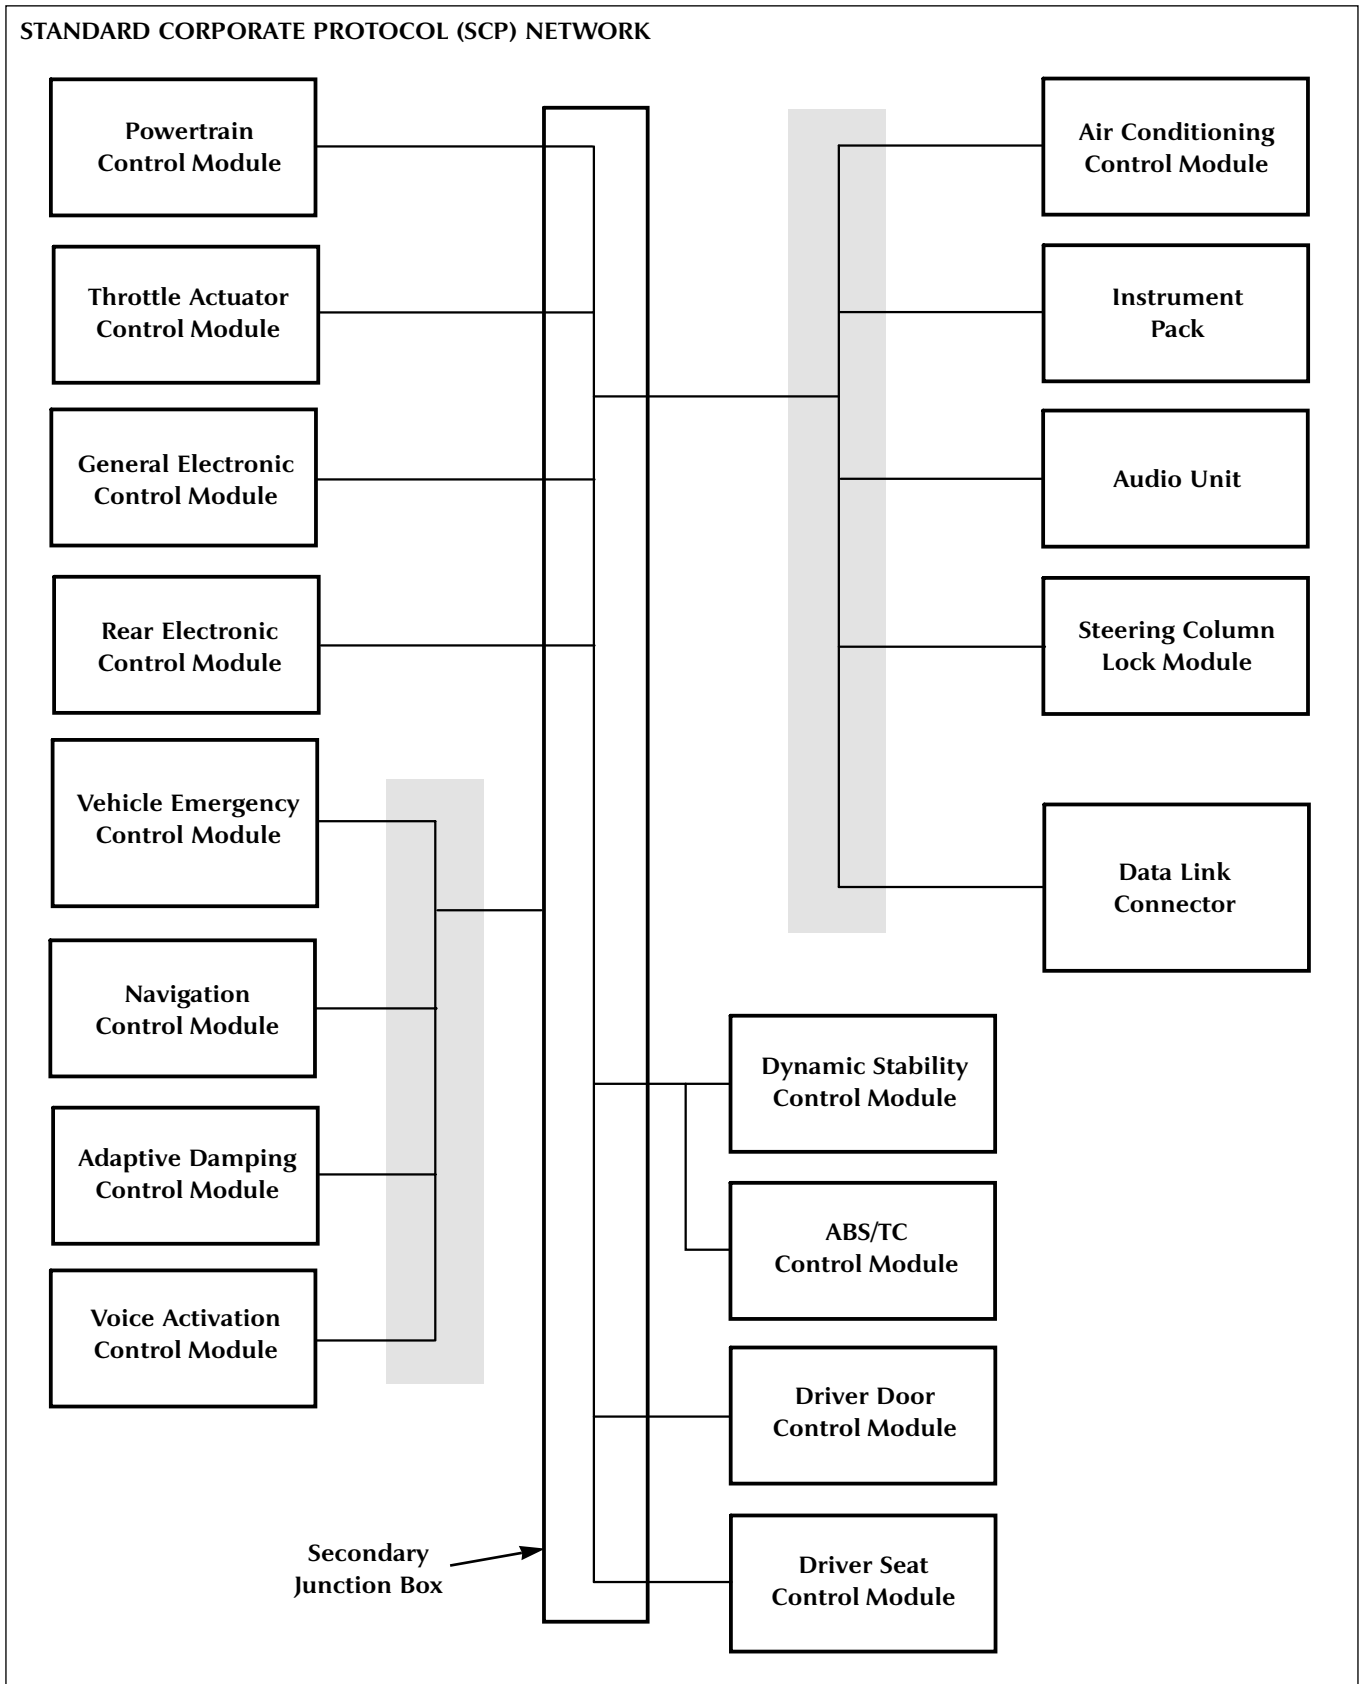 STANDARD CORPORATE PROTOCOL (SCP) NETWORK
Powertrain
Control Module
Throttle Actuator
Control Module
General Electronic
Control Module
Rear Electronic
Control Module
Vehicle Emergency
Control Module
Navigation
Control Module
Adaptive Damping
Control Module
Voice Activation
Control Module
Secondary
Junction Box
Air Conditioning
Control Module
Instrument
Pack
Audio Unit
Steering Column
Lock Module
Data Link
Connector
Dynamic Stability
Control Module
ABS/TC
Control Module
Driver Door
Control Module
Driver Seat
Control Module